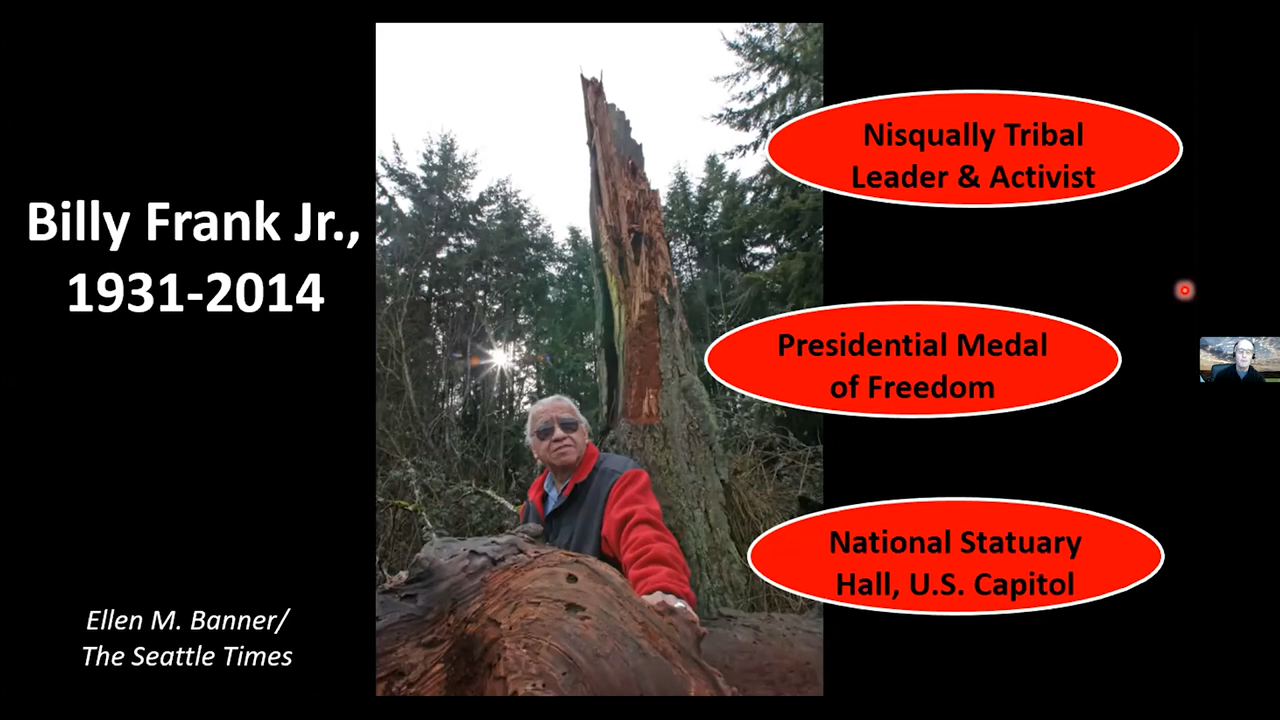 Billy Frank Jr.,
1931-2014
Ellen M. Banner/
The Seattle Times
Nisqually Tribal
Leader & Activist
Presidential Medal
of Freedom
National Statuary
Hall, U.S. Capitol